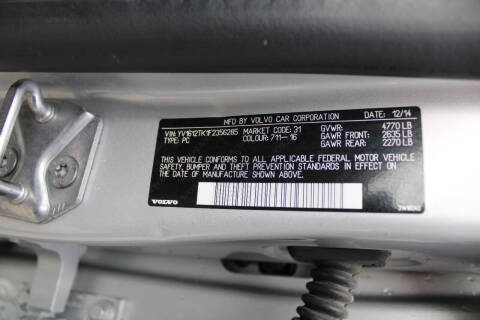 MFD BY VOLVO CAR CORPORATION DATE: 12/14
VIN: YV1612TK1F2356285 MARKET CODE: 31 GVWR: 4770 LB
TYPE: PC COLOUR: 711-16 GAWR FRONT: 2635 LB
GAWR REAR: 2270 LB
THIS VEHICLE CONFORMS TO ALL APPLICABLE FEDERAL MOTOR VEHICLE
SAFETY, BUMPER AND THEFT PREVENTION STANDARDS IN EFFECT ON
THE DATE OF MANUFACTURE SHOWN ABOVE.
VOLVO